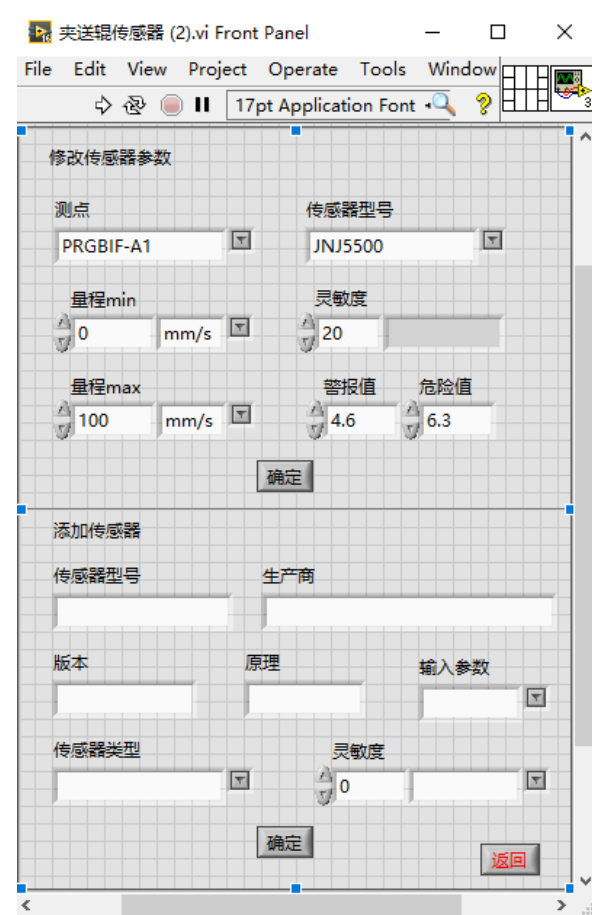 夹送辊传感器 (2).vi Front Panel
File Edit View Project Operate Tools Window
17pt Application Font
3
修改传感器参数
测点 传感器型号
PRGBIF-A1 JNJ5500
量程min 灵敏度
0 mm/s 20
量程max 警报值 危险值
100 mm/s 4.6 6.3
确定
添加传感器
传感器型号 生产商
版本 原理 输入参数
传感器类型 灵敏度
0
确定
返回